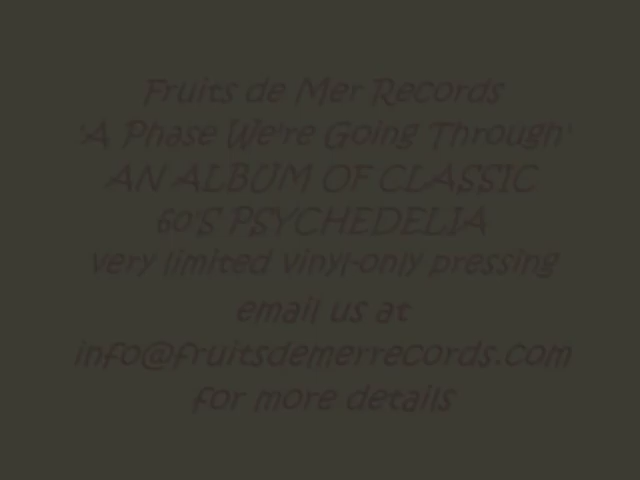 Fruits de Mer Records
'A Phase We're Going Through'
AN ALBUM OF CLASSIC
60'S PSYCHEDELIA
very limited vinyl-only pressing
email us at
info@fruitsdemerrecords.com
for more details